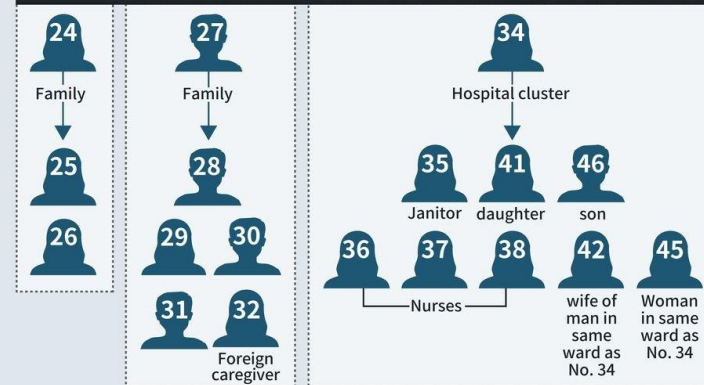 24
27
34
Family
Family
Hospital cluster
25
28
35
41
46
Janitor
daughter
son
26
29
30
36
37
38
42
45
Nurses
wife of
man in
same
ward as
No. 34
Woman
in same
ward as
No. 34
31
32
Foreign
caregiver